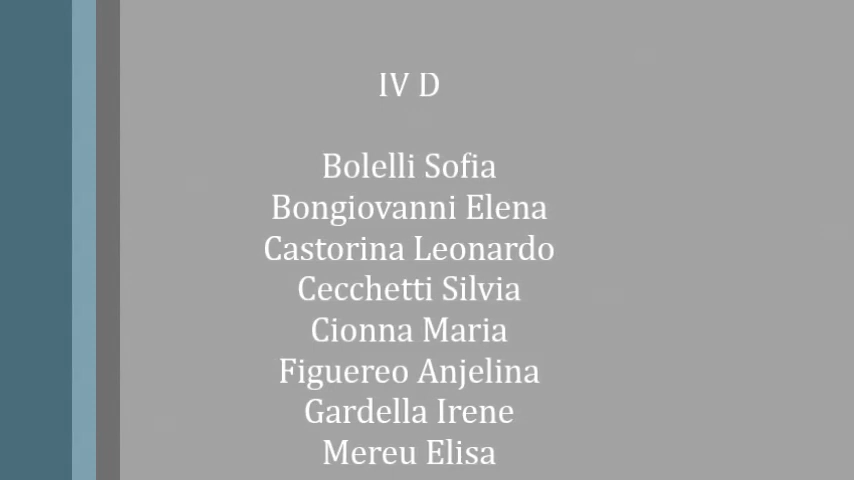 IV D
Bolelli Sofia
Bongiovanni Elena
Castorina Leonardo
Cecchetti Silvia
Cionna Maria
Figuereo Anjelina
Gardella Irene
Mereu Elisa